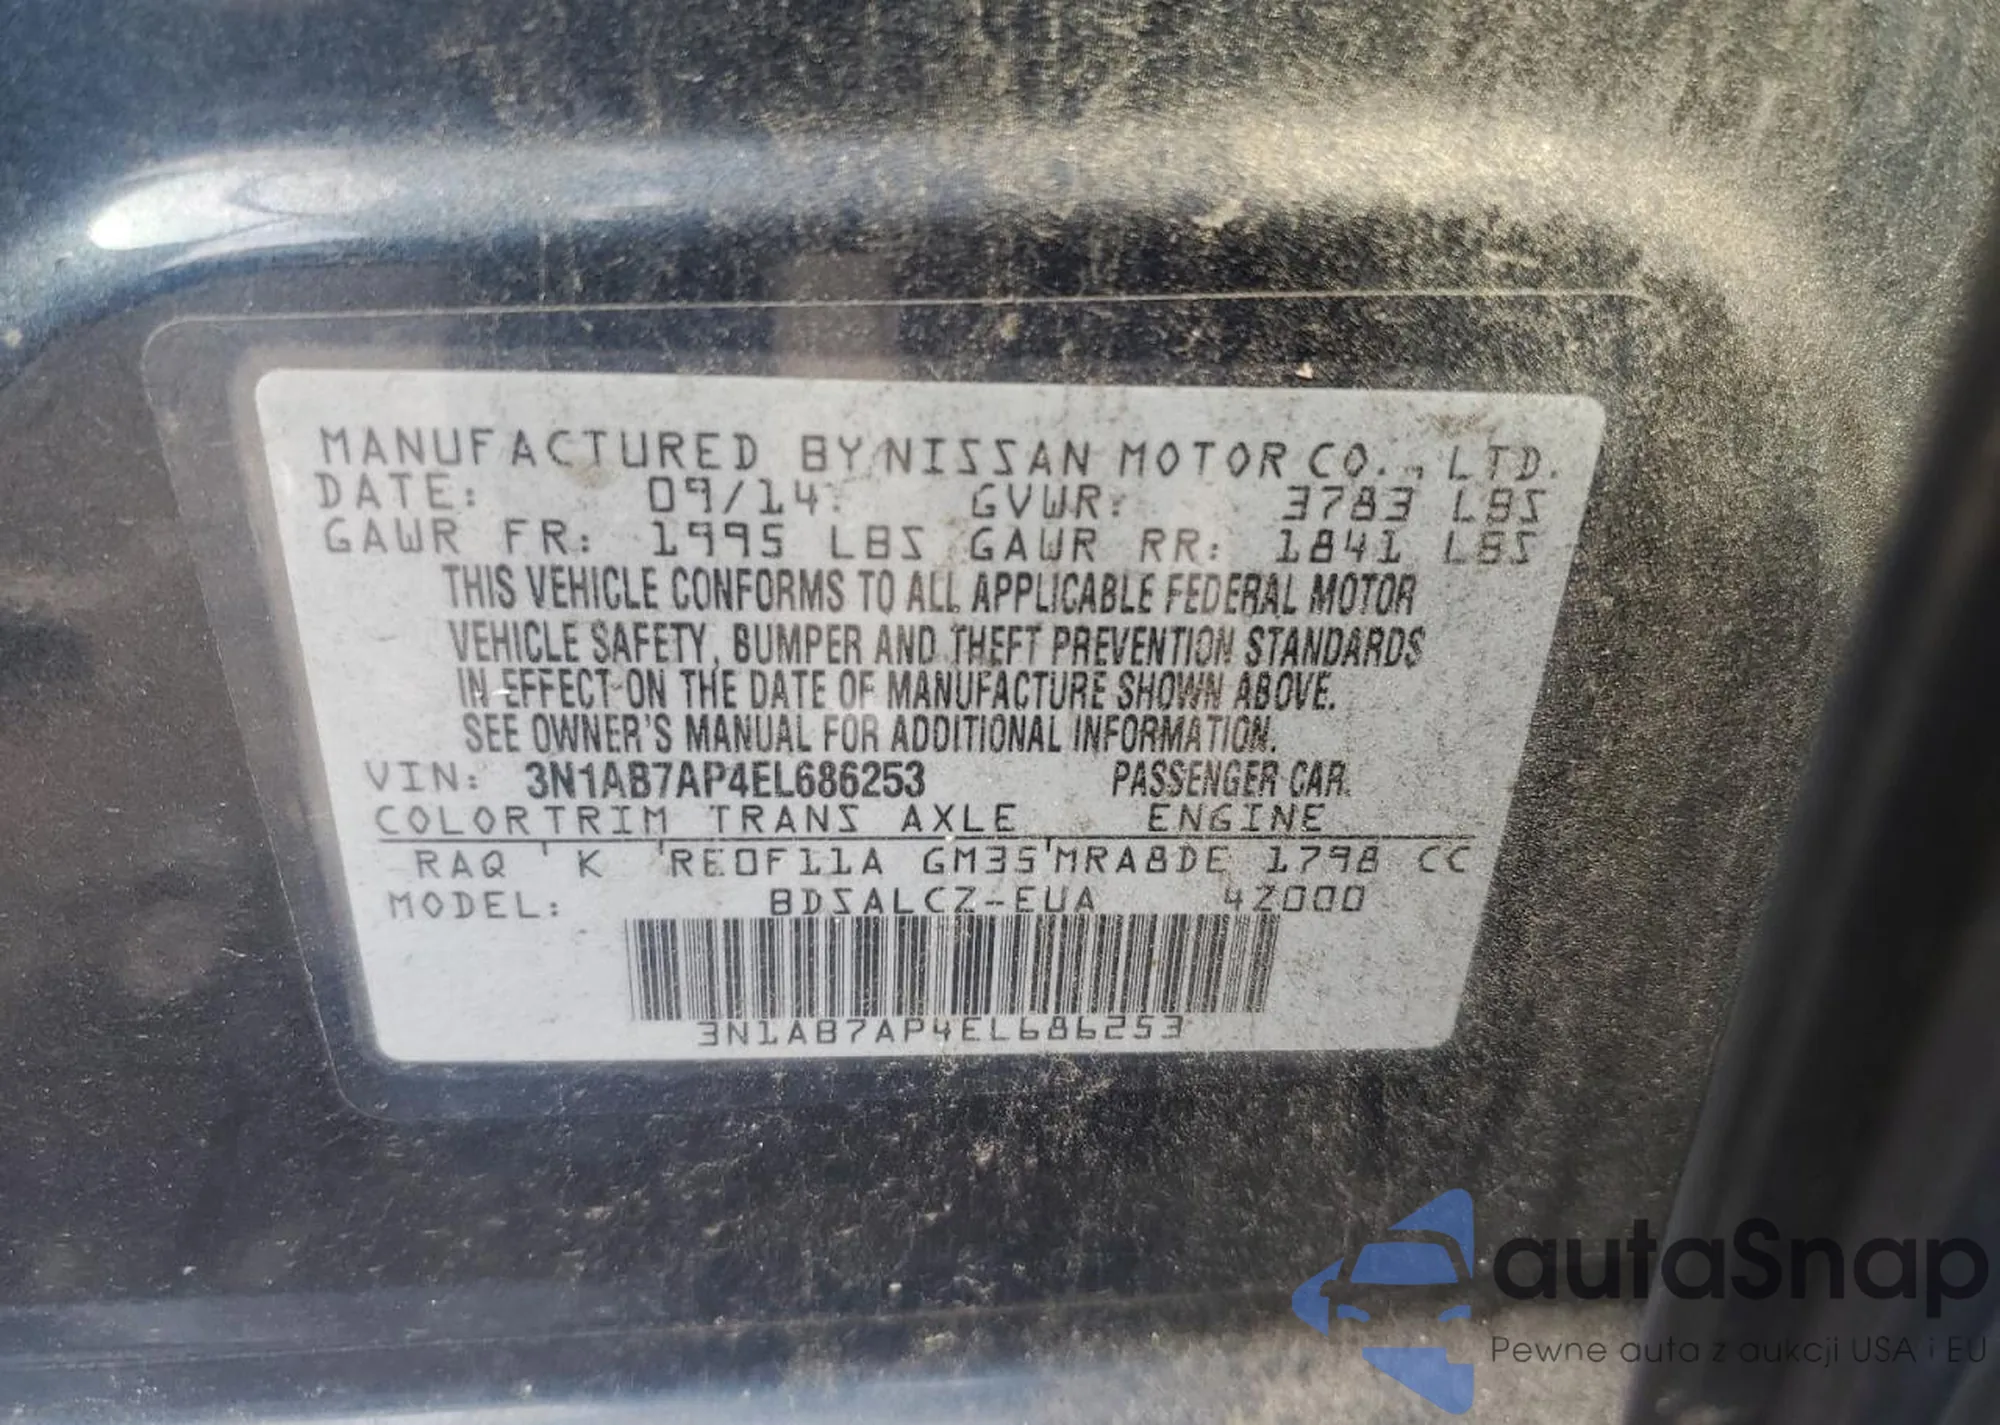 MANUFACTURED BY NISSAN MOTOR CO., LTD.
DATE: 09/14 GVWR: 3783 LBS
GAWR FR: 1995 LBS GAWR RR: 1841 LBS
THIS VEHICLE CONFORMS TO ALL APPLICABLE FEDERAL MOTOR
VEHICLE SAFETY, BUMPER AND THEFT PREVENTION STANDARDS
IN EFFECT ON THE DATE OF MANUFACTURE SHOWN ABOVE.
SEE OWNER'S MANUAL FOR ADDITIONAL INFORMATION.
VIN: 3N1AB7AP4EL686253 PASSENGER CAR
COLOR TRIM TRANS AXLE ENGINE
RAQ K RE0F11A GM35 MRA8DE 1798 CC
MODEL: BDSALCZ-EUA 42000
3N1AB7AP4EL686253
autaSnap
Pewne auta z aukcji USA i EU